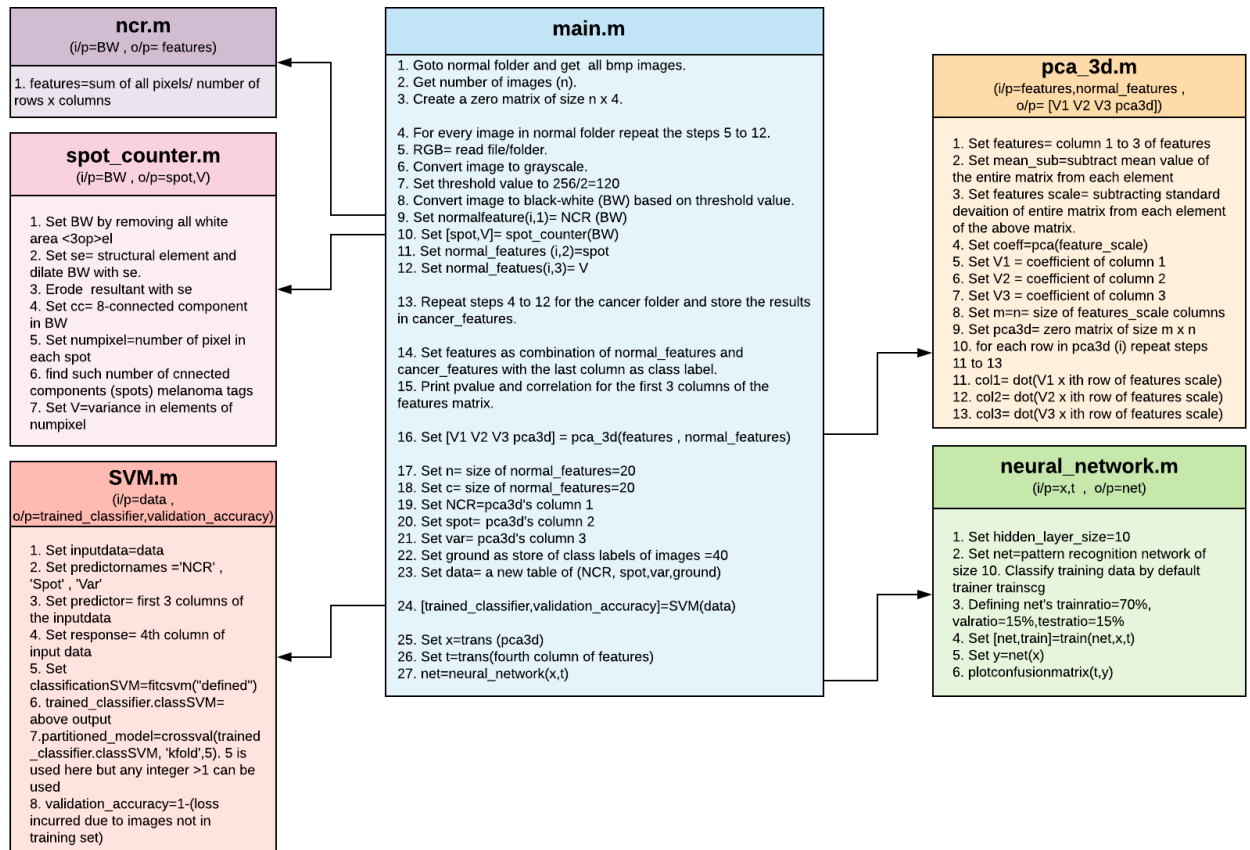 ncr.m
(i/p=BW , o/p= features)
1. features=sum of all pixels/ number of
rows x columns
spot_counter.m
(i/p=BW , o/p=spot,V)
1. Set BW by removing all white
area <3op>el
2. Set se= structural element and
dilate BW with se.
3. Erode  resultant with se
4. Set cc= 8-connected component
in BW
5. Set numpixel=number of pixel in
each spot
6. find such number of cnnected
components (spots) melanoma tags
7. Set V=variance in elements of
numpixel
SVM.m
(i/p=data ,
o/p=trained_classifier,validation_accuracy)
1. Set inputdata=data
2. Set predictornames ='NCR' ,
'Spot' , 'Var'
3. Set predictor= first 3 columns of
the inputdata
4. Set response= 4th column of
input data
5. Set
classificationSVM=fitcsvm("defined")
6. trained_classifier.classSVM=
above output
7.partitioned_model=crossval(trained
_classifier.classSVM, 'kfold',5). 5 is
used here but any integer >1 can be
used
8. validation_accuracy=1-(loss
incurred due to images not in
training set)
main.m
1. Goto normal folder and get  all bmp images.
2. Get number of images (n).
3. Create a zero matrix of size n x 4.
4. For every image in normal folder repeat the steps 5 to 12.
5. RGB= read file/folder.
6. Convert image to grayscale.
7. Set threshold value to 256/2=120
8. Convert image to black-white (BW) based on threshold value.
9. Set normalfeature(i,1)= NCR (BW)
10. Set [spot,V]= spot_counter(BW)
11. Set normal_features (i,2)=spot
12. Set normal_featues(i,3)= V
13. Repeat steps 4 to 12 for the cancer folder and store the results
in cancer_features.
14. Set features as combination of normal_features and
cancer_features with the last column as class label.
15. Print pvalue and correlation for the first 3 columns of the
features matrix.
16. Set [V1 V2 V3 pca3d] = pca_3d(features , normal_features)
17. Set n= size of normal_features=20
18. Set c= size of normal_features=20
19. Set NCR=pca3d's column 1
20. Set spot= pca3d's column 2
21. Set var= pca3d's column 3
22. Set ground as store of class labels of images =40
23. Set data= a new table of (NCR, spot,var,ground)
24. [trained_classifier,validation_accuracy]=SVM(data)
25. Set x=trans (pca3d)
26. Set t=trans(fourth column of features)
27. net=neural_network(x,t)
pca_3d.m
(i/p=features,normal_features ,
o/p= [V1 V2 V3 pca3d])
1. Set features= column 1 to 3 of features
2. Set mean_sub=subtract mean value of
the entire matrix from each element
3. Set features scale= subtracting standard
devaition of entire matrix from each element
of the above matrix.
4. Set coeff=pca(feature_scale)
5. Set V1 = coefficient of column 1
6. Set V2 = coefficient of column 2
7. Set V3 = coefficient of column 3
8. Set m=n= size of features_scale columns
9. Set pca3d= zero matrix of size m x n
10. for each row in pca3d (i) repeat steps
11 to 13
11. col1= dot(V1 x ith row of features scale)
12. col2= dot(V2 x ith row of features scale)
13. col3= dot(V3 x ith row of features scale)
neural_network.m
(i/p=x,t  ,  o/p=net)
1. Set hidden_layer_size=10
2. Set net=pattern recognition network of
size 10. Classify training data by default
trainer trainscg
3. Defining net's trainratio=70%,
valratio=15%,testratio=15%
4. Set [net,train]=train(net,x,t)
5. Set y=net(x)
6. plotconfusionmatrix(t,y)